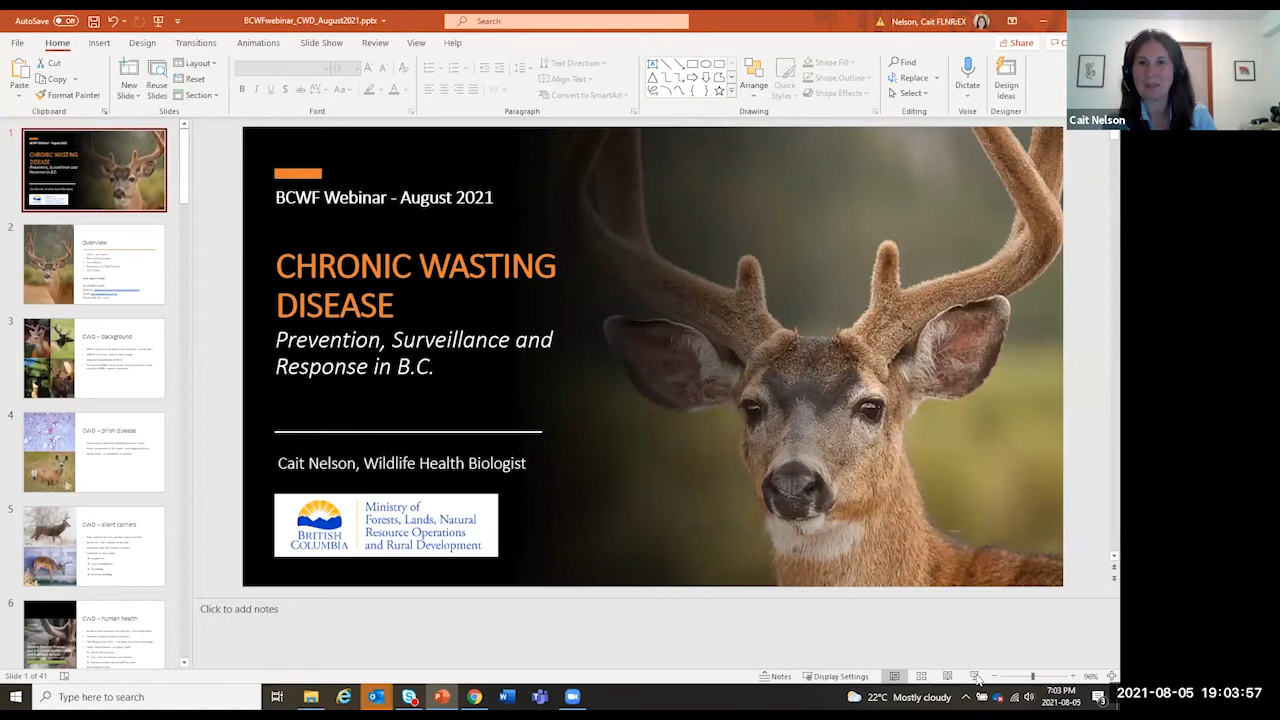 AutoSave Off
BCWFwebinar_CWD_August2021.pptx
Search
Nelson, Cait FLNR:EX
File Home Insert Design Transitions Animations Slide Show Review View Help
Share
Paste
Cut
Copy
Format Painter
Clipboard
New Slide
Reuse Slides
Layout
Reset
Section
Slides
Font
Text Direction
Align Text
Convert to SmartArt
Paragraph
Arrange
Quick Styles
Shape Fill
Shape Outline
Shape Effects
Drawing
Find
Replace
Select
Editing
Dictate
Voice
Design Ideas
Designer
Cait Nelson
1
2
Overview
3
CWD – background
4
CWD – prion disease
5
CWD – silent carriers
6
CWD – human health
BCWF Webinar - August 2021
CHRONIC WASTING
DISEASE
Prevention, Surveillance and
Response in B.C.
Cait Nelson, Wildlife Health Biologist
BRITISH
COLUMBIA
Ministry of
Forests, Lands, Natural
Resource Operations
and Rural Development
Click to add notes
Slide 1 of 41
Notes
Display Settings
96%
Type here to search
22°C Mostly cloudy
7:03 PM
2021-08-05
3
2021-08-05 19:03:57